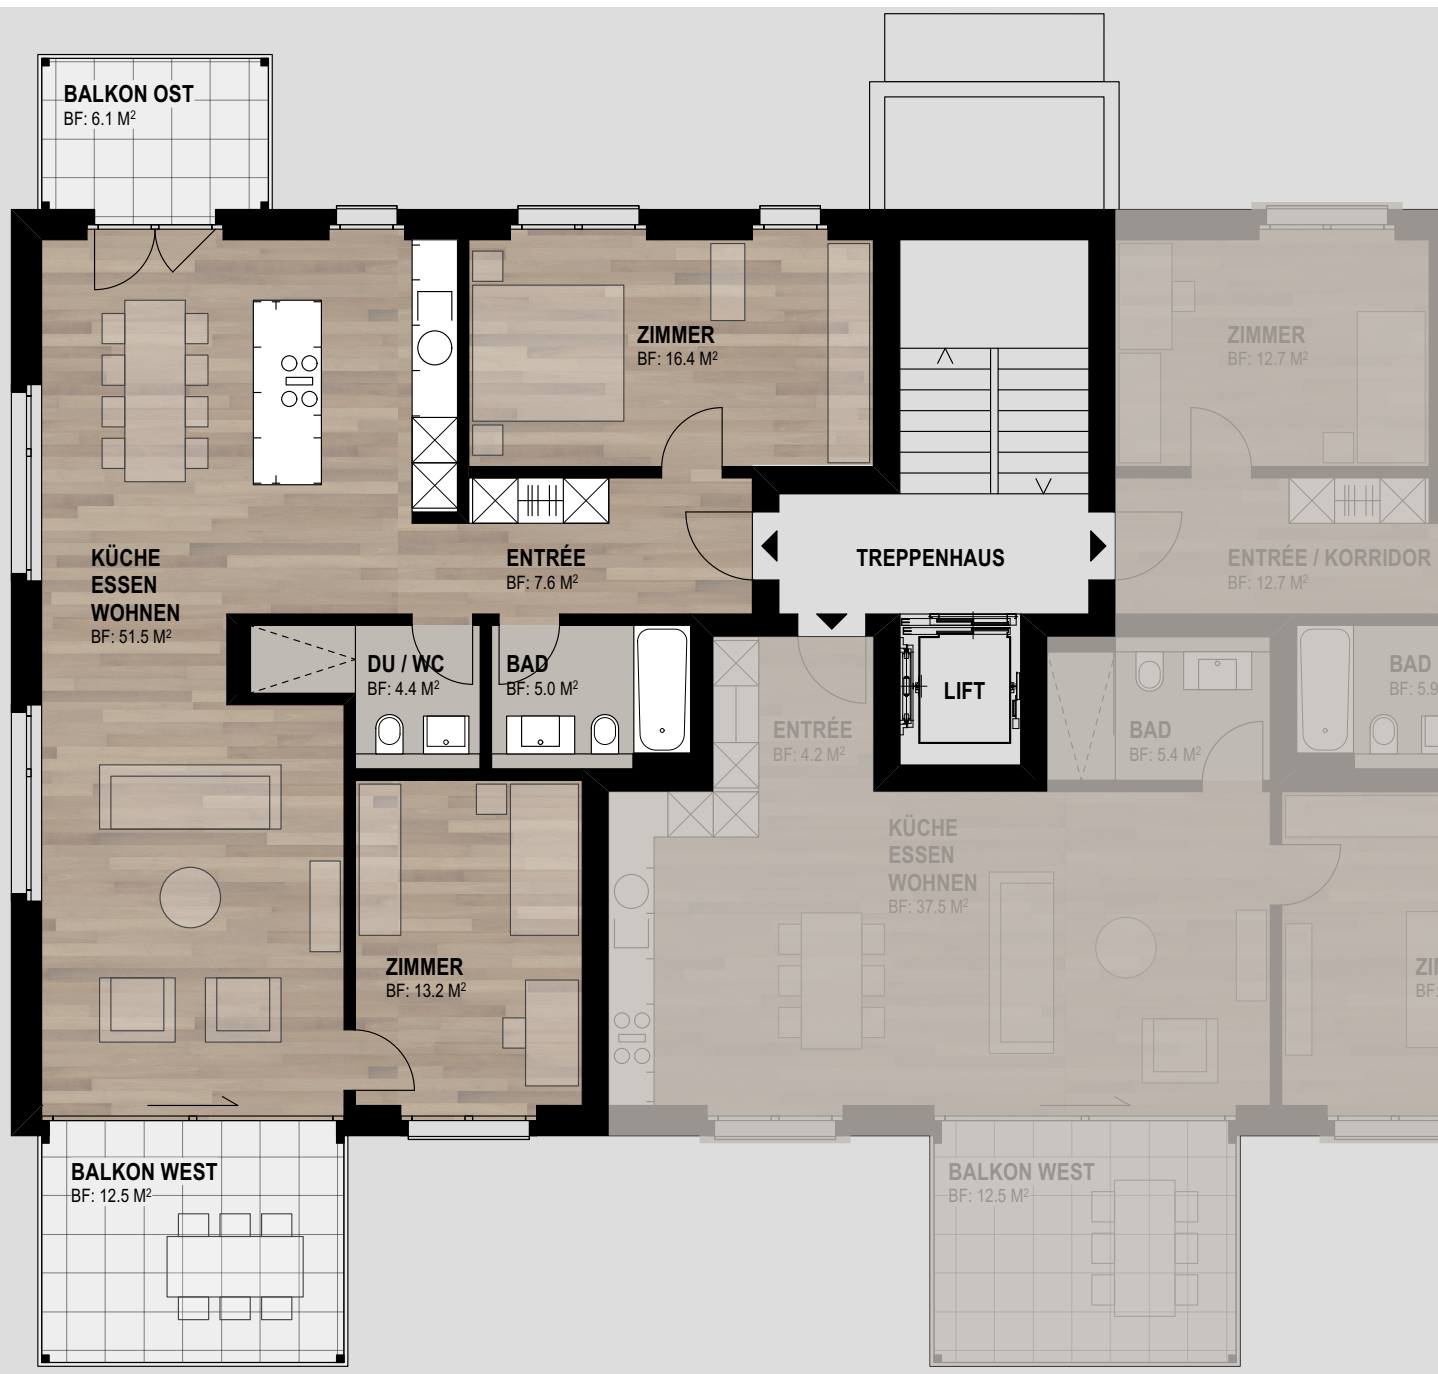 BALKON OST
BF: 6.1 M²
ZIMMER
BF: 16.4 M²
ZIMMER
BF: 12.7 M²
KÜCHE
ESSEN
WOHNEN
BF: 51.5 M²
ENTRÉE
BF: 7.6 M²
TREPPENHAUS
ENTRÉE / KORRIDOR
BF: 12.7 M²
DU / WC
BF: 4.4 M²
BAD
BF: 5.0 M²
LIFT
ENTRÉE
BF: 4.2 M²
BAD
BF: 5.4 M²
BAD
BF: 5.9
KÜCHE
ESSEN
WOHNEN
BF: 37.5 M²
ZIMMER
BF: 13.2 M²
BF:
BALKON WEST
BF: 12.5 M²
BALKON WEST
BF: 12.5 M²